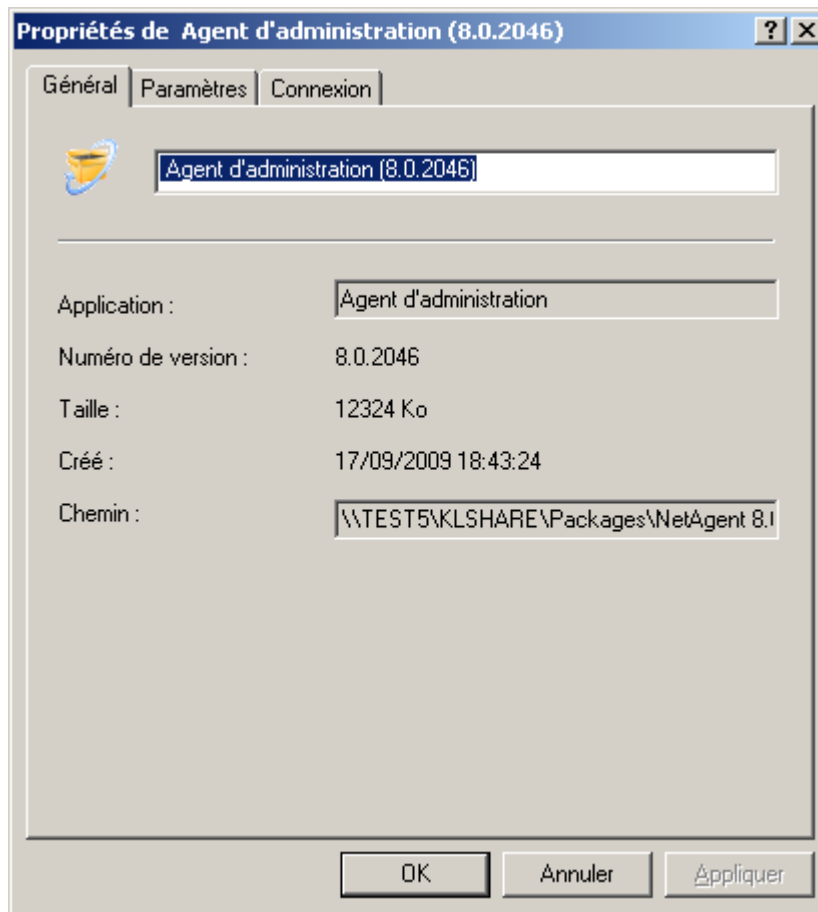 Propriétés de Agent d'administration (8.0.2046)
Général Paramètres Connexion
Agent d'administration (8.0.2046)
Application : Agent d'administration
Numéro de version : 8.0.2046
Taille : 12324 Ko
Créé : 17/09/2009 18:43:24
Chemin : \\TEST5\KLSHARE\Packages\NetAgent 8.
OK Annuler Appliquer